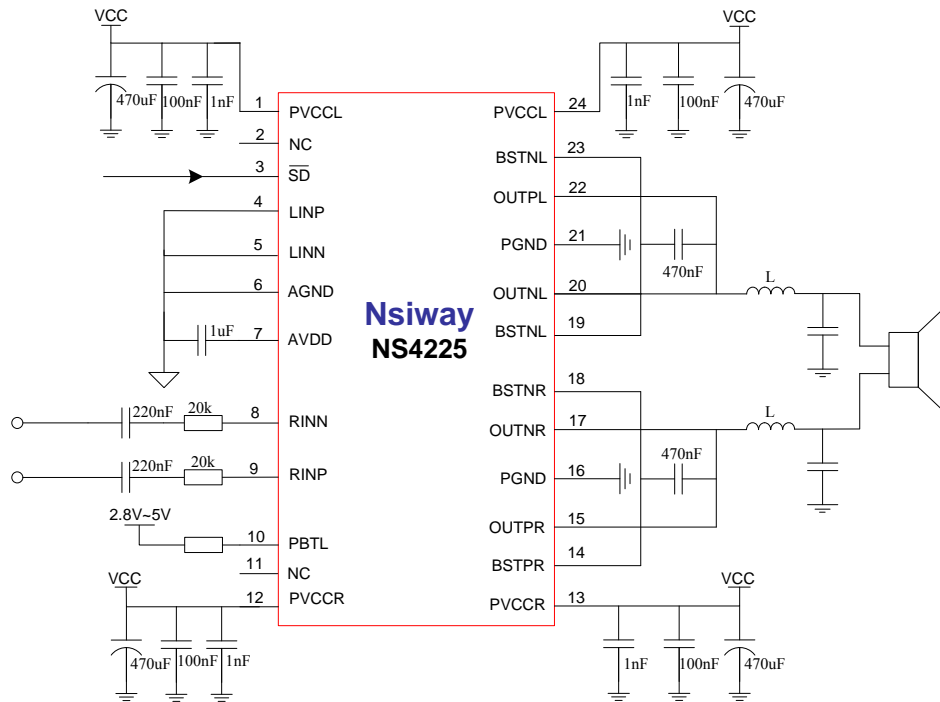 VCC
470uF
100nF
1nF
1
PVCCL
2
NC
3
SD
4
LINP
5
LINN
6
AGND
1uF
7
AVDD
220nF
20k
8
RINN
220nF
20k
9
RINP
2.8V~5V
10
PBTL
11
NC
VCC
12
PVCCR
470uF
100nF
1nF
Nsiway
NS4225
VCC
1nF
100nF
470uF
24
PVCCL
23
BSTNL
22
OUTPL
21
PGND
470nF
20
OUTNL
L
19
BSTNL
18
BSTNR
17
OUTNR
L
470nF
16
PGND
15
OUTPR
14
BSTPR
VCC
13
PVCCR
1nF
100nF
470uF